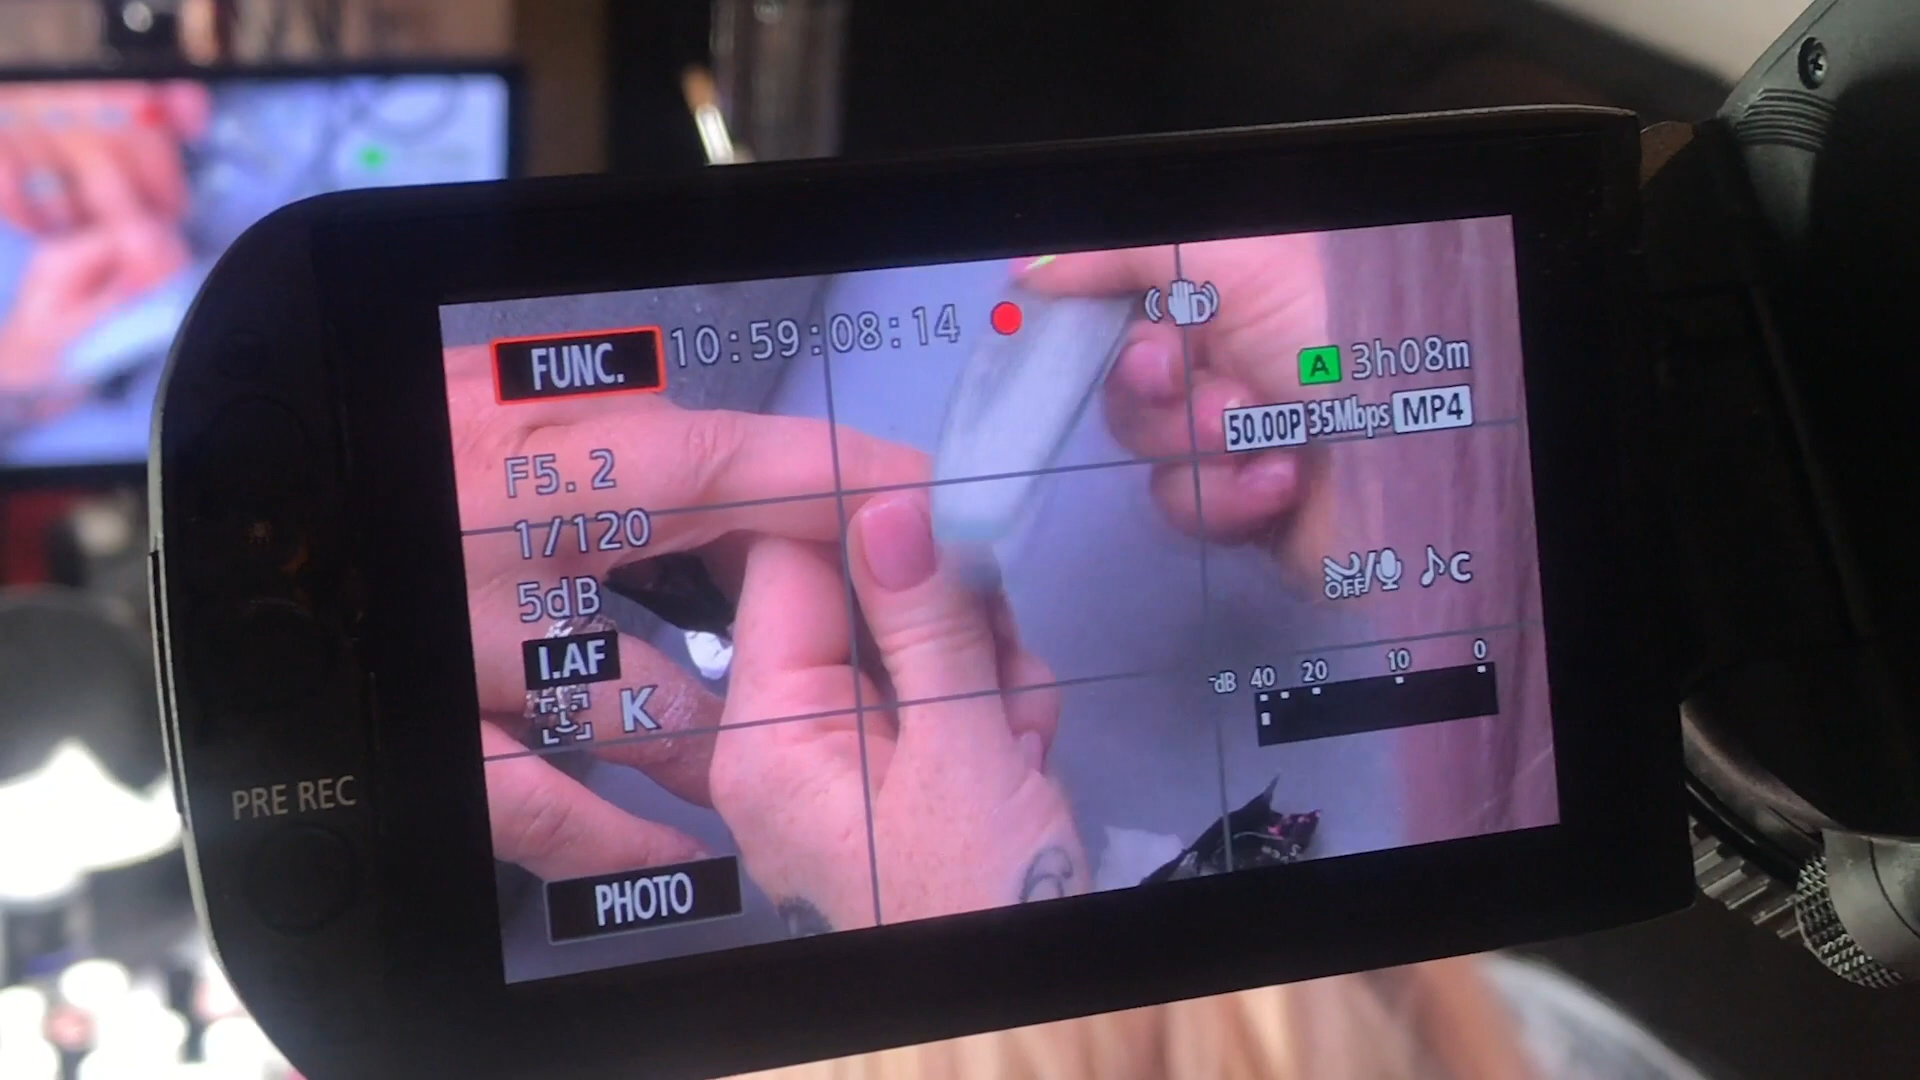 FUNC. 10:59:08:14
A 3h08m
50.00P 35Mbps MP4
F5.2
1/120
5dB
OFF C
I.AF
-dB 40 20 10 0
K
PRE REC
PHOTO